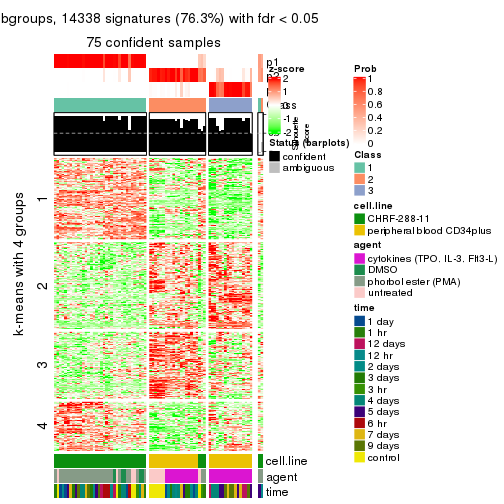 bgroups, 14338 signatures (76.3%) with fdr < 0.05
75 confident samples
p1
z-score
2
1
0
-1
-2
Silhouette
score
Status (barplots)
confident
ambiguous
k-means with 4 groups
1
2
3
4
cell.line
agent
time
Prob
1
0.8
0.6
0.4
0.2
0
Class
1
2
3
cell.line
CHRF-288-11
peripheral blood CD34plus
agent
cytokines (TPO, IL-3, Flt3-L)
DMSO
phorbol ester (PMA)
untreated
time
1 day
1 hr
12 days
12 hr
2 days
3 days
3 hr
4 days
5 days
6 hr
7 days
9 days
control